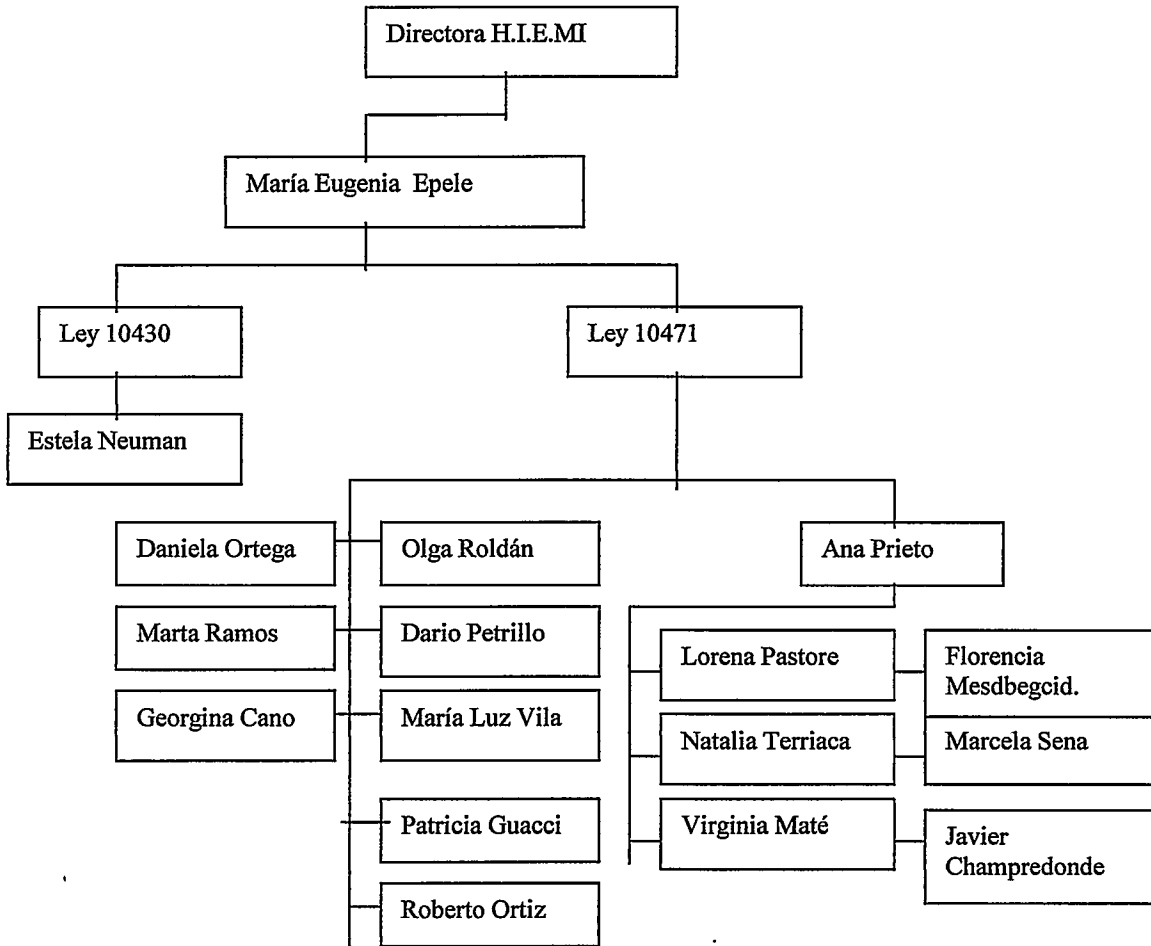 Directora H.I.E.MI
María Eugenia Epele
Ley 10430
Ley 10471
Estela Neuman
Daniela Ortega
Olga Roldán
Ana Prieto
Marta Ramos
Dario Petrillo
Lorena Pastore
Florencia
Mesdbegcid.
Georgina Cano
María Luz Vila
Natalia Terriaca
Marcela Sena
Patricia Guacci
Virginia Maté
Javier
Champredonde
Roberto Ortiz